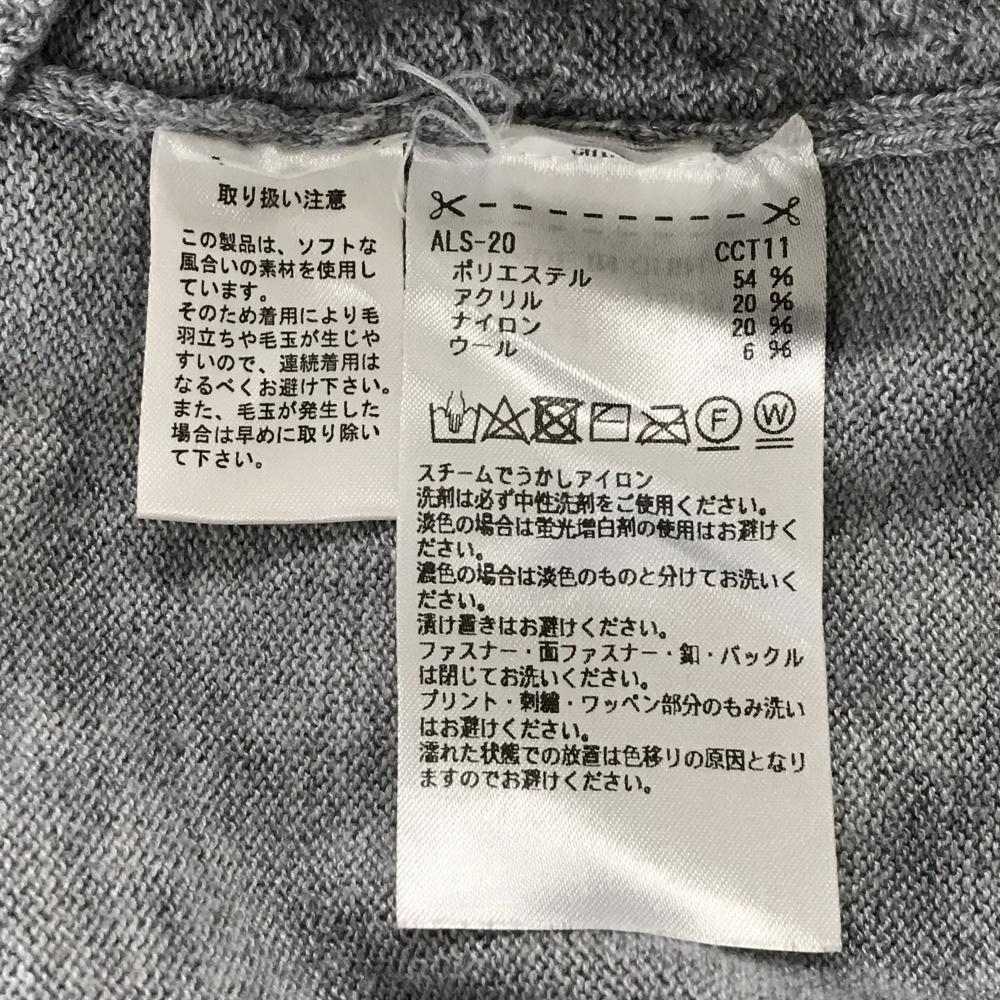 取り扱い注意
この製品は、ソフトな
風合いの素材を使用し
ています。
そのため着用により毛
羽立ちや毛玉が生じや
すいので、連続着用は
なるべくお避け下さい。
また、毛玉が発生した
場合は早めに取り除い
て下さい。
ALS-20 CCT11
ポリエステル 54 %
アクリル 20 %
ナイロン 20 %
ウール 6 %
F W
スチームでうかしアイロン
洗剤は必ず中性洗剤をご使用ください。
淡色の場合は蛍光増白剤の使用はお避けく
ださい。
濃色の場合は淡色のものと分けてお洗いく
ださい。
漬け置きはお避けください。
ファスナー・面ファスナー・釦・バックル
は閉じてお洗いください。
プリント・刺繍・ワッペン部分のもみ洗い
はお避けください。
濡れた状態での放置は色移りの原因となり
ますのでお避けください。